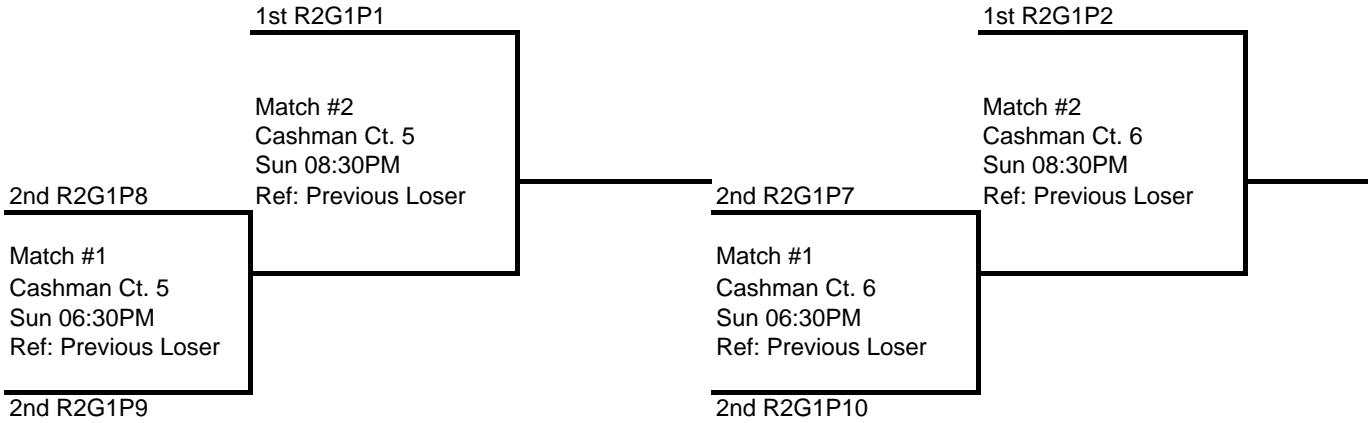 1st R2G1P1
Match #2
Cashman Ct. 5
Sun 08:30PM
Ref: Previous Loser
2nd R2G1P8
Match #1
Cashman Ct. 5
Sun 06:30PM
Ref: Previous Loser
2nd R2G1P9
1st R2G1P2
Match #2
Cashman Ct. 6
Sun 08:30PM
Ref: Previous Loser
2nd R2G1P7
Match #1
Cashman Ct. 6
Sun 06:30PM
Ref: Previous Loser
2nd R2G1P10